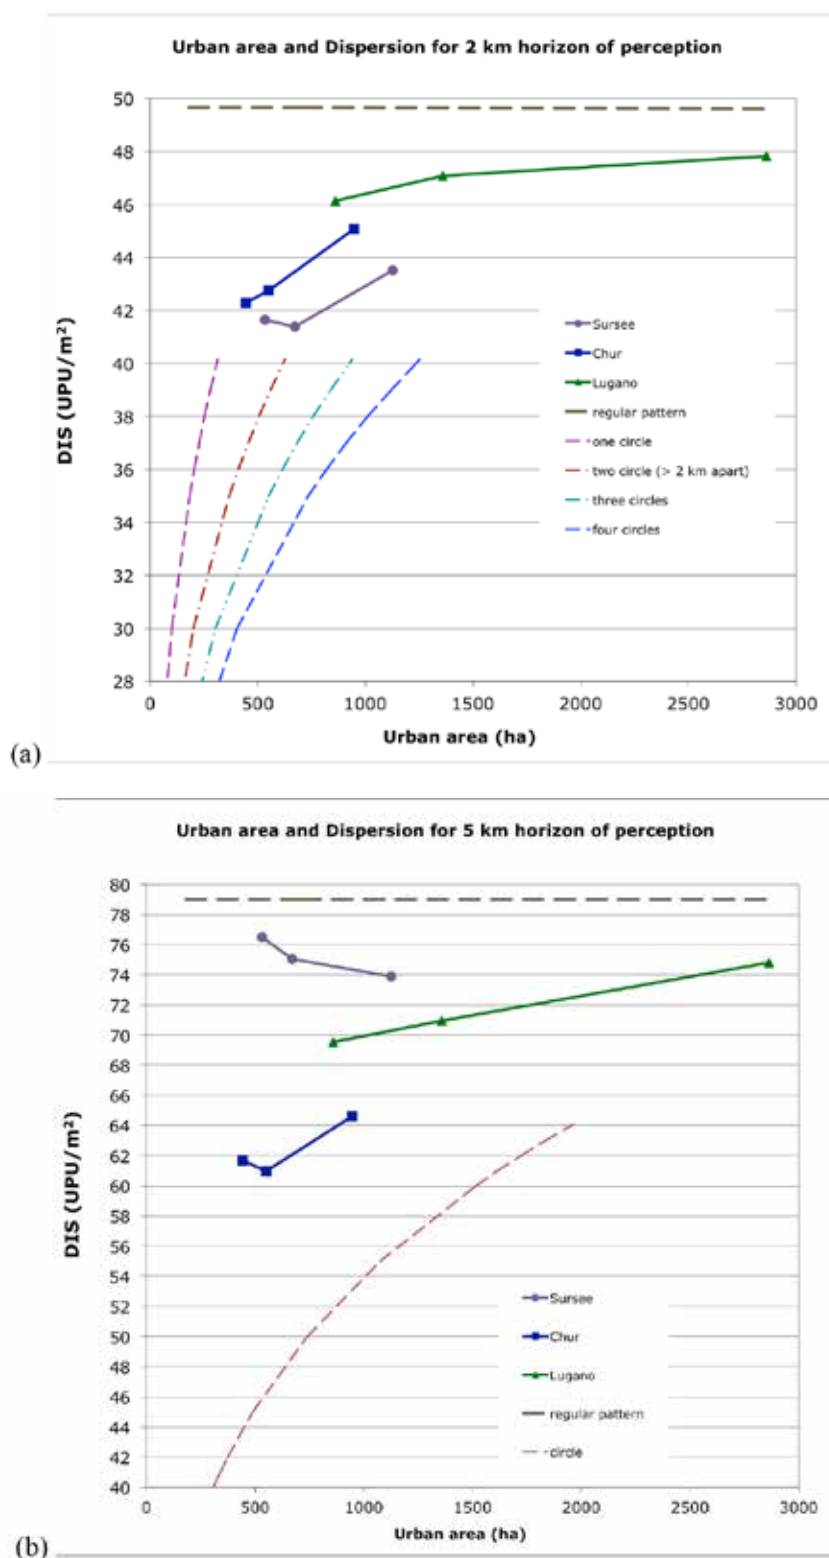 Urban area and Dispersion for 2 km horizon of perception
50
48
46
44
42
40
38
36
34
32
30
28
DIS (UPU/m²)
Sursee
Chur
Lugano
regular pattern
one circle
two circle (> 2 km apart)
three circles
four circles
0 500 1000 1500 2000 2500 3000
Urban area (ha)
(a)
Urban area and Dispersion for 5 km horizon of perception
80
78
76
74
72
70
68
66
64
62
60
58
56
54
52
50
48
46
44
42
40
DIS (UPU/m²)
Sursee
Chur
Lugano
regular pattern
circle
0 500 1000 1500 2000 2500 3000
Urban area (ha)
(b)